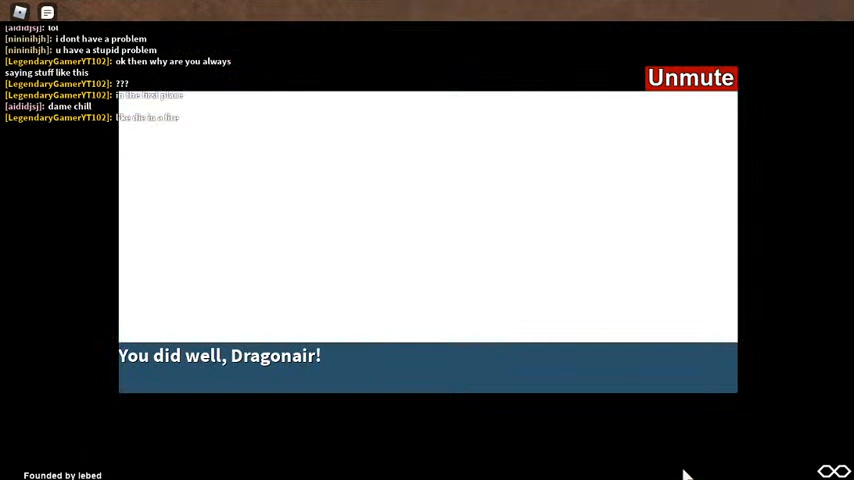 [aididjsj]: lol
[nininihjh]: i dont have a problem
[nininihjh]: u have a stupid problem
[LegendaryGamerYT102]: ok then why are you always
saying stuff like this
[LegendaryGamerYT102]: ???
[LegendaryGamerYT102]: in the first place
[aididjsj]: dame chill
[LegendaryGamerYT102]: like die in a fire
Unmute
You did well, Dragonair!
Founded by lebed